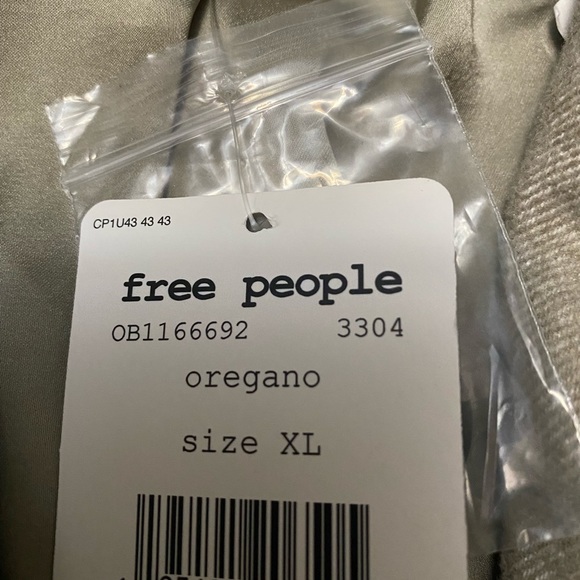 CP1U43 43 43
free people
OB1166692 3304
oregano
size XL